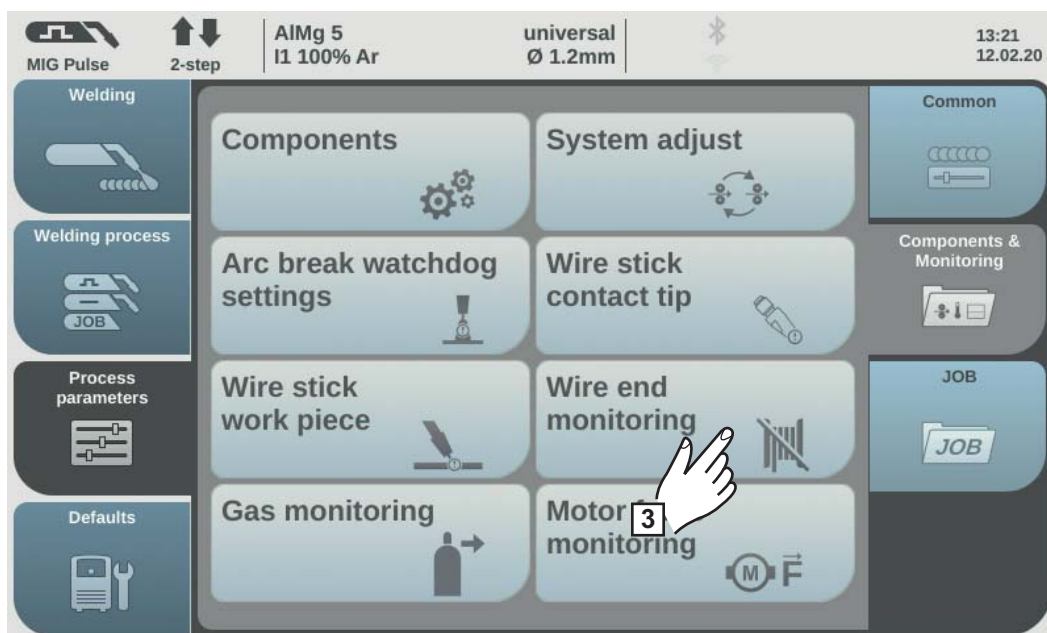 MIG Pulse
2-step
AlMg 5
I1 100% Ar
universal
Ø 1.2mm
13:21
12.02.20
Welding
Welding process
JOB
Process
parameters
Defaults
Components
System adjust
Arc break watchdog
settings
Wire stick
contact tip
Wire stick
work piece
Wire end
monitoring
Gas monitoring
Motor
monitoring
M F
3
Common
Components &
Monitoring
JOB
JOB